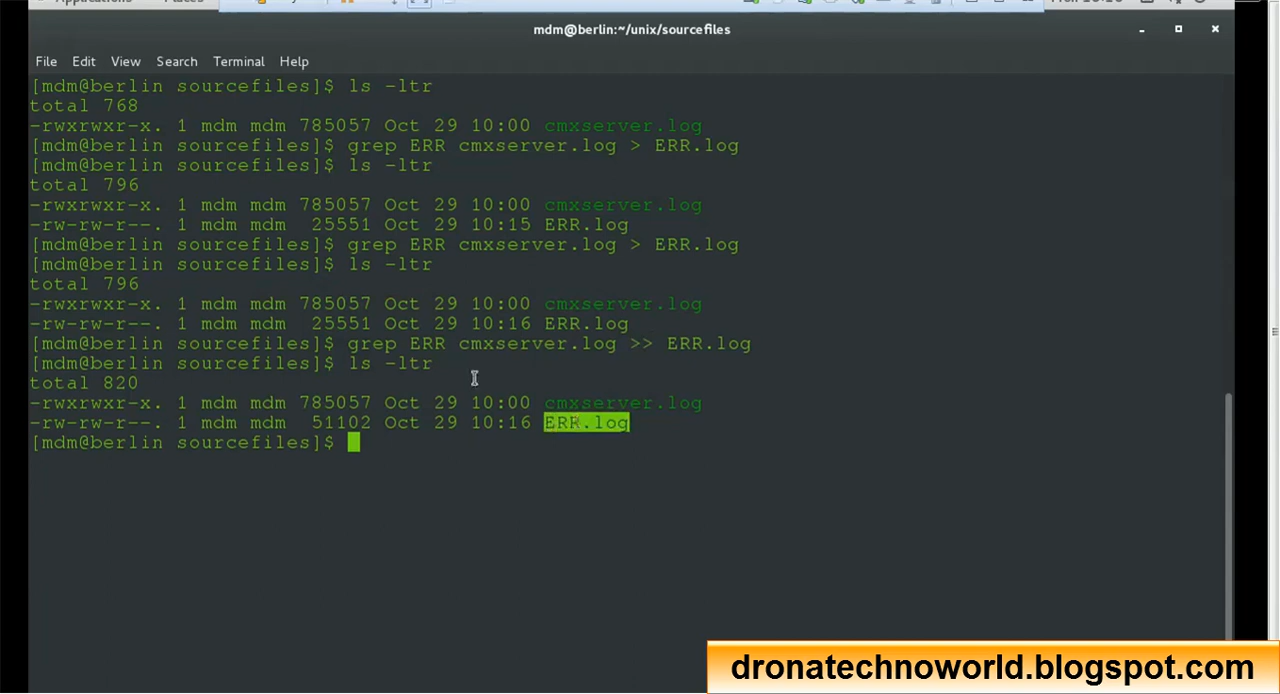 Applications Places
mdm@berlin:~/unix/sourcefiles
File Edit View Search Terminal Help
[mdm@berlin sourcefiles]$ ls -ltr
total 768
-rwxrwxr-x. 1 mdm mdm 785057 Oct 29 10:00 cmxserver.log
[mdm@berlin sourcefiles]$ grep ERR cmxserver.log > ERR.log
[mdm@berlin sourcefiles]$ ls -ltr
total 796
-rwxrwxr-x. 1 mdm mdm 785057 Oct 29 10:00 cmxserver.log
-rw-rw-r--. 1 mdm mdm 25551 Oct 29 10:15 ERR.log
[mdm@berlin sourcefiles]$ grep ERR cmxserver.log > ERR.log
[mdm@berlin sourcefiles]$ ls -ltr
total 796
-rwxrwxr-x. 1 mdm mdm 785057 Oct 29 10:00 cmxserver.log
-rw-rw-r--. 1 mdm mdm 25551 Oct 29 10:16 ERR.log
[mdm@berlin sourcefiles]$ grep ERR cmxserver.log >> ERR.log
[mdm@berlin sourcefiles]$ ls -ltr
total 820
-rwxrwxr-x. 1 mdm mdm 785057 Oct 29 10:00 cmxserver.log
-rw-rw-r--. 1 mdm mdm 51102 Oct 29 10:16 ERR.log
[mdm@berlin sourcefiles]$
dronatechnoworld.blogspot.com